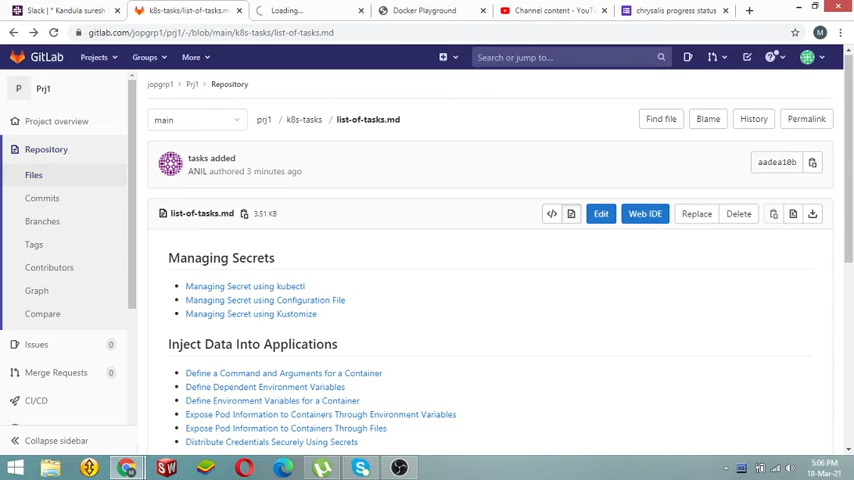 Slack | * Kandula suresh
k8s-tasks/list-of-tasks.md
Loading...
Docker Playground
Channel content - YouT
chrysalis progress status
gitlab.com/jopgrp1/prj1/-/blob/main/k8s-tasks/list-of-tasks.md
M
GitLab
Projects
Groups
More
Search or jump to...
P
Prj1
Project overview
Repository
Files
Commits
Branches
Tags
Contributors
Graph
Compare
Issues
0
Merge Requests
0
CI/CD
Collapse sidebar
jopgrp1 > Prj1 > Repository
main
prj1 / k8s-tasks / list-of-tasks.md
Find file
Blame
History
Permalink
tasks added
ANIL authored 3 minutes ago
aadea10b
list-of-tasks.md
3.51 KB
Edit
Web IDE
Replace
Delete
Managing Secrets
Managing Secret using kubectl
Managing Secret using Configuration File
Managing Secret using Kustomize
Inject Data Into Applications
Define a Command and Arguments for a Container
Define Dependent Environment Variables
Define Environment Variables for a Container
Expose Pod Information to Containers Through Environment Variables
Expose Pod Information to Containers Through Files
Distribute Credentials Securely Using Secrets
5:06 PM
18-Mar-21